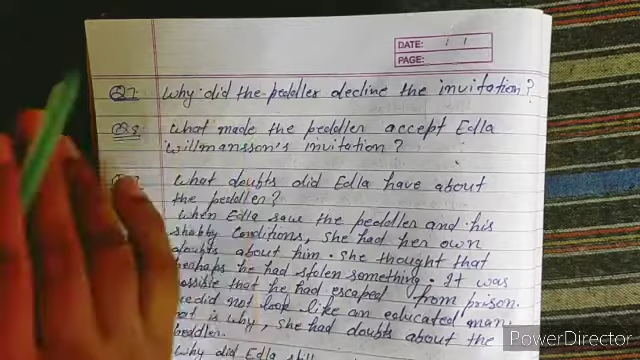 DATE: / /
PAGE:
Q7. Why did the peddler decline the invitation?
Q8. What made the peddler accept Edla
Willmansson's invitation?
What doubts did Edla have about
the peddler?
When Edla saw the peddler and his
shabby conditions, she had her own
doubts about him. She thought that
perhaps he had stolen something. It was
possible that he had escaped from prison.
He did not look like an educated man.
That is why, she had doubts about the
peddler.
Why did Edla still
PowerDirector